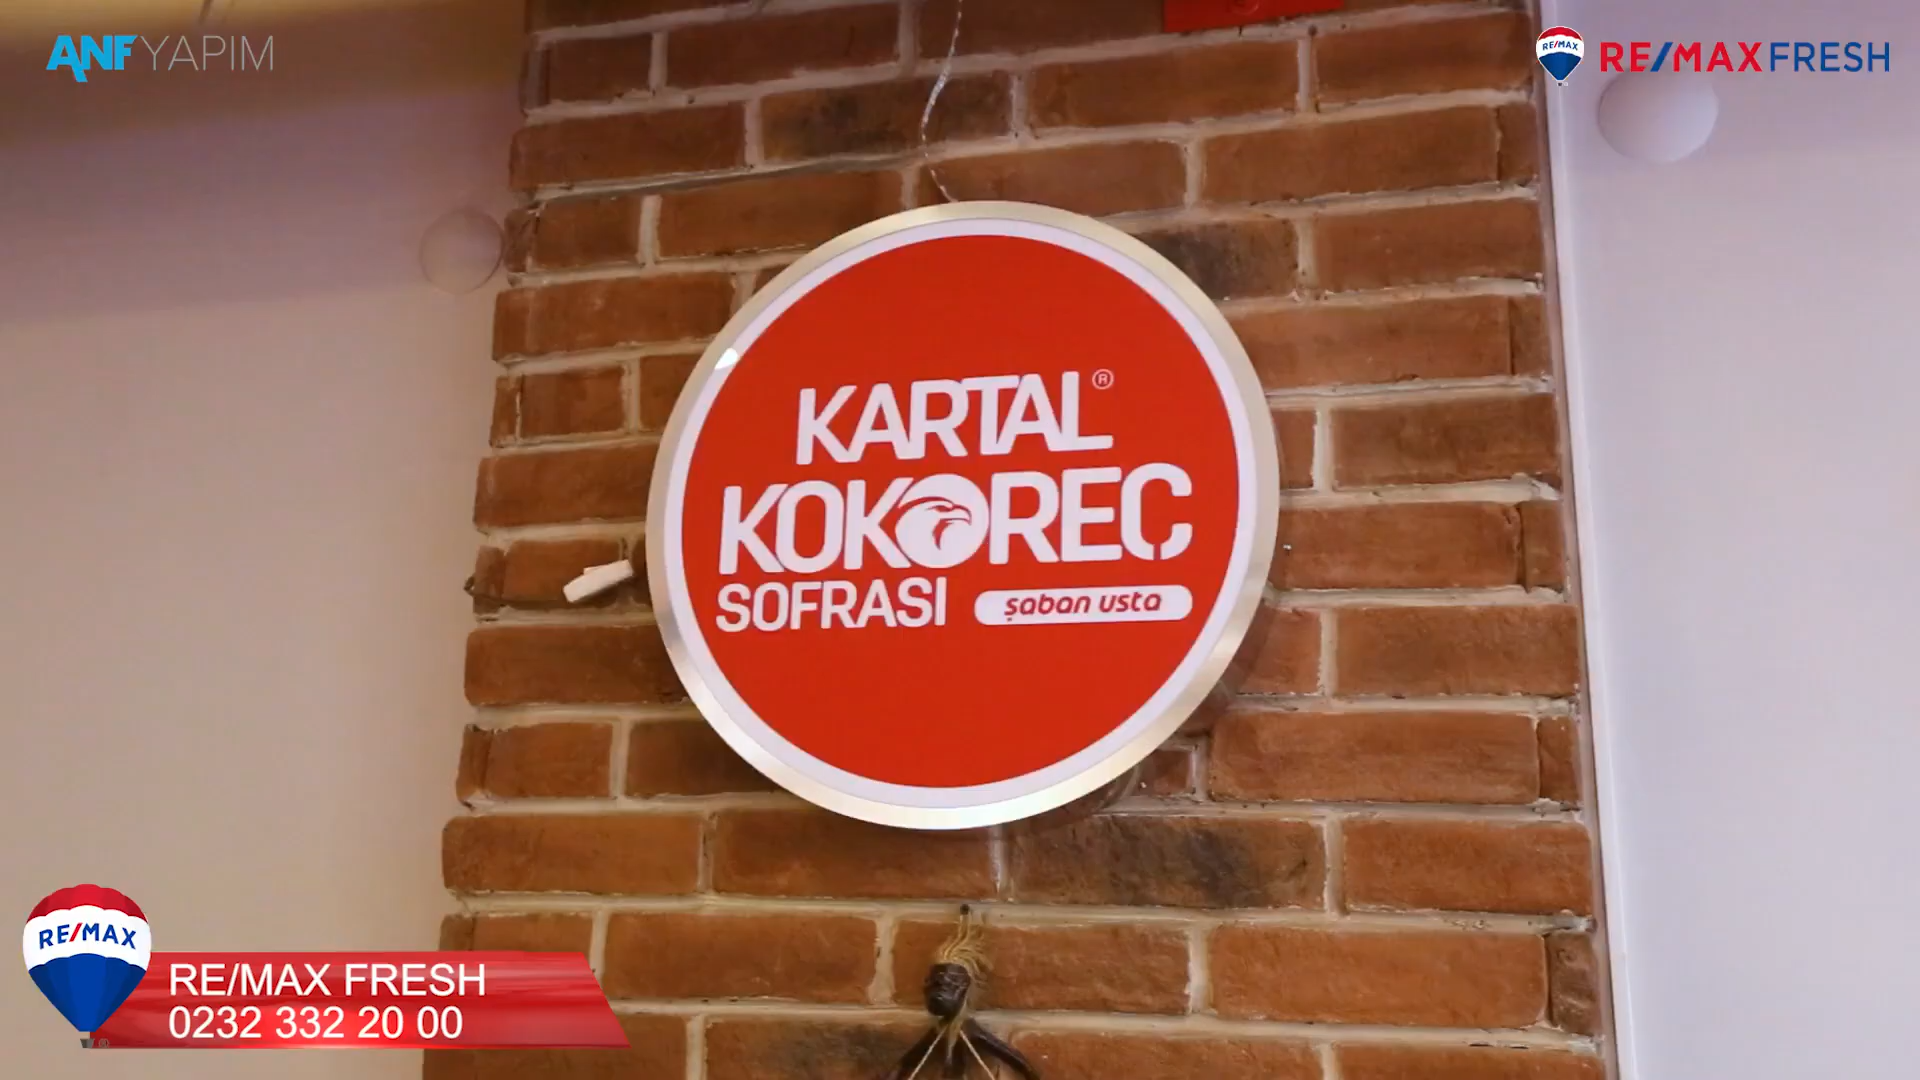 ANFYAPIM
RE/MAX
RE/MAX FRESH
KARTAL®
KOKOREÇ
SOFRASI
şaban usta
RE/MAX
RE/MAX FRESH
0232 332 20 00